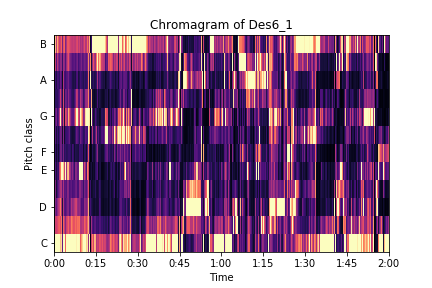 Chromagram of Des6_1
B
A
G
F
E
D
C
Pitch class
0:00 0:15 0:30 0:45 1:00 1:15 1:30 1:45 2:00
Time